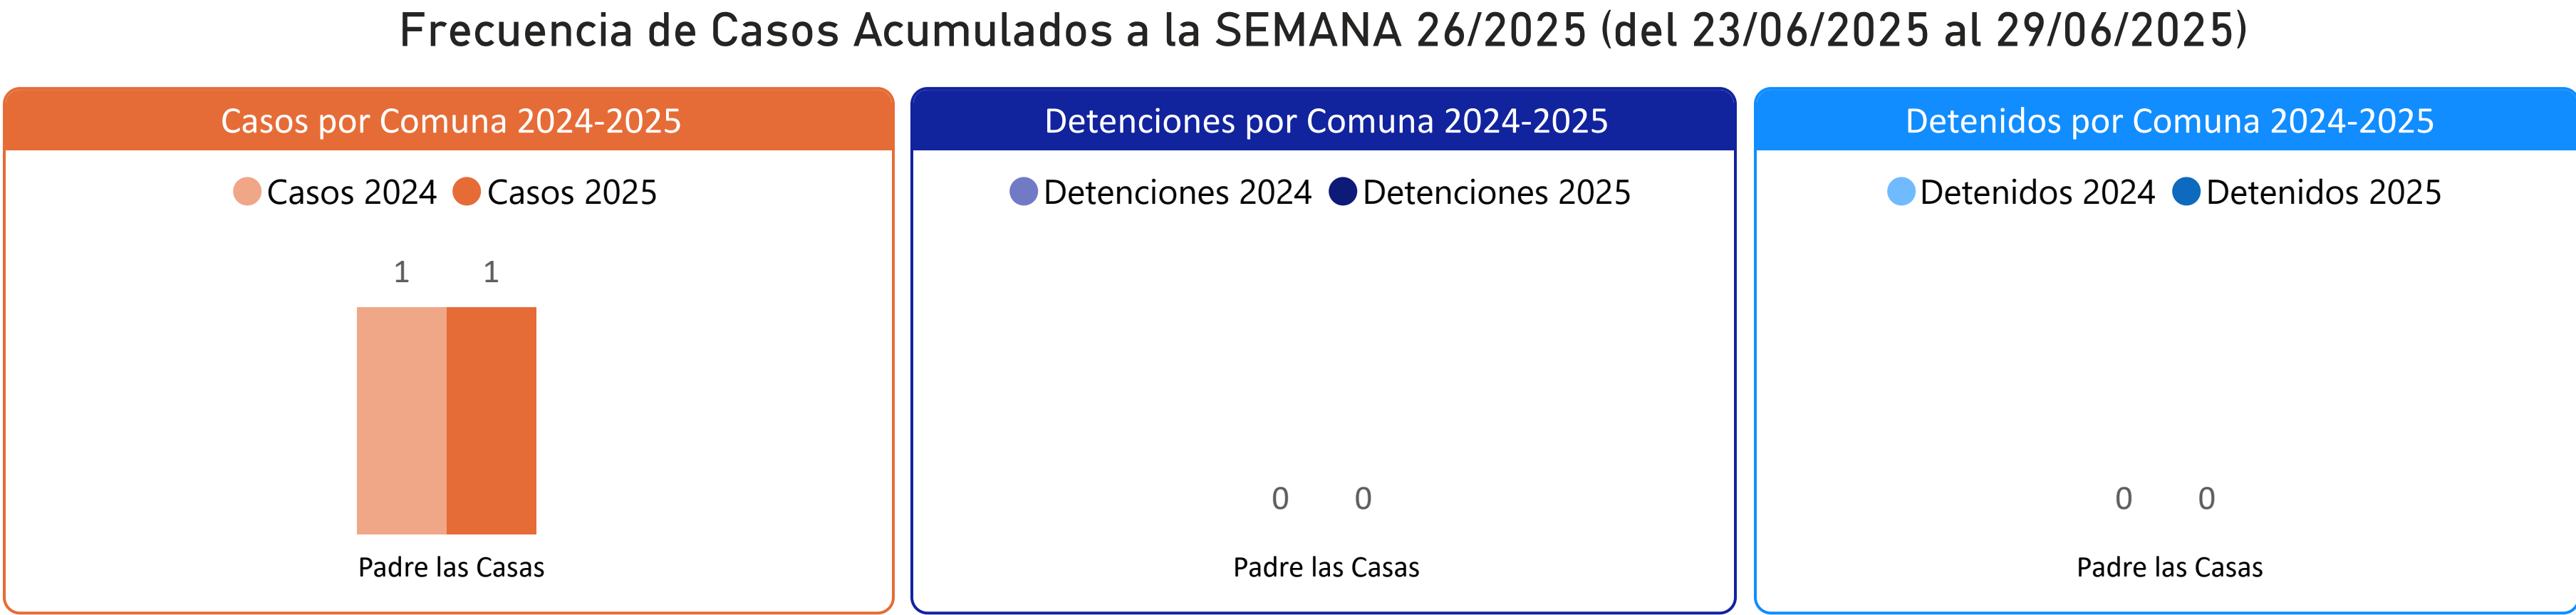 Frecuencia de Casos Acumulados a la SEMANA 26/2025 (del 23/06/2025 al 29/06/2025)
Casos por Comuna 2024-2025
Casos 2024 Casos 2025
1 1
Padre las Casas
Detenciones por Comuna 2024-2025
Detenciones 2024 Detenciones 2025
0 0
Padre las Casas
Detenidos por Comuna 2024-2025
Detenidos 2024 Detenidos 2025
0 0
Padre las Casas